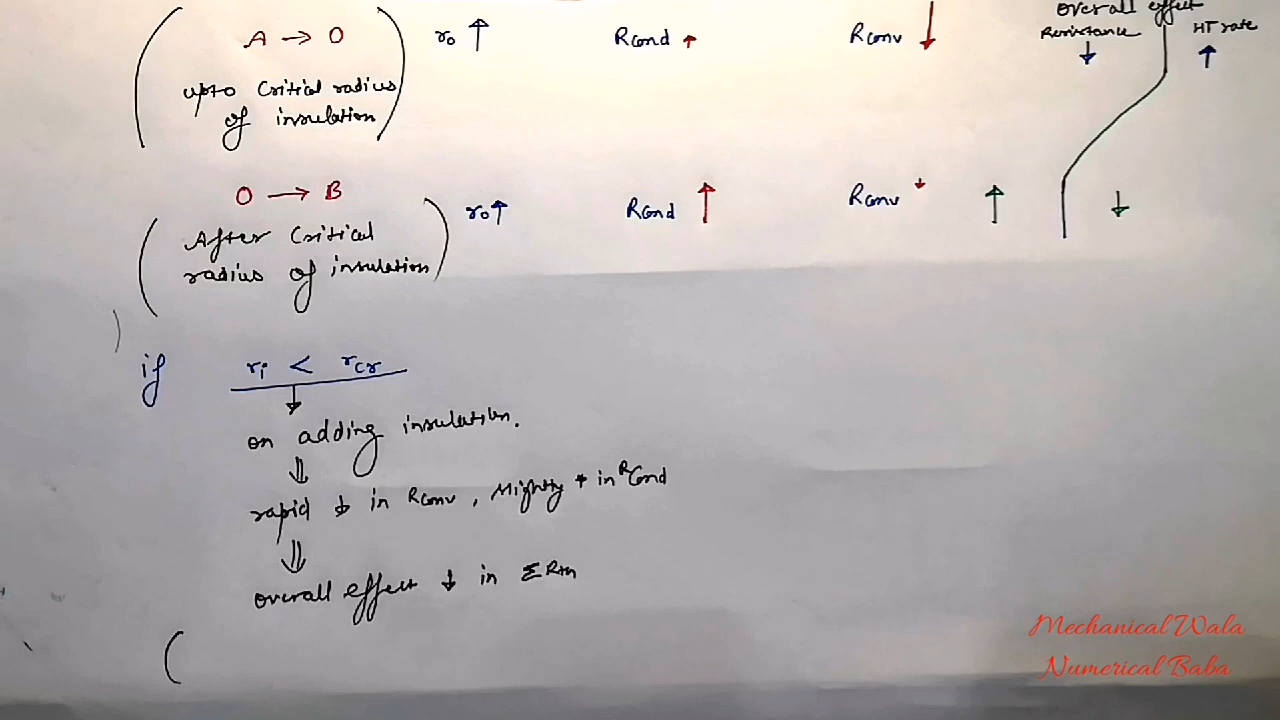 Overall effect
A → O r₀ ↑ Rcond ↑ Rconv ↓ Resistance ↓ HT rate ↑
upto Critical radius
of insulation
O → B r₀ ↑ Rcond ↑ Rconv ↓ ↑ ↓
(After Critical
radius of insulation)
if ri < rcr
↓
on adding insulation.
⇓
rapid ↓ in Rconv, slightly ↑ in Rcond
⇓
overall effect ↓ in ΣRth
(
Mechanical Wala
Numerical Baba